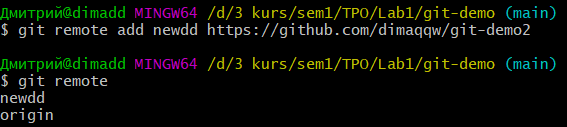 Дмитрий@dimadd MINGW64 /d/3 kurs/sem1/TPO/Lab1/git-demo (main)
$ git remote add newdd https://github.com/dimaqqw/git-demo2
Дмитрий@dimadd MINGW64 /d/3 kurs/sem1/TPO/Lab1/git-demo (main)
$ git remote
newdd
origin